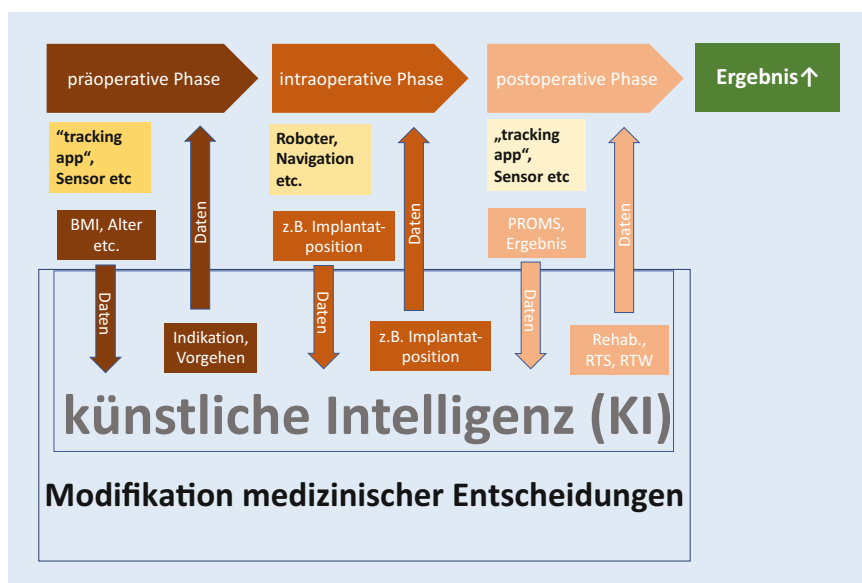 präoperative Phase
intraoperative Phase
postoperative Phase
Ergebnis↑
“tracking
app“,
Sensor etc
Roboter,
Navigation
etc.
„tracking
app“,
Sensor etc
BMI, Alter
etc.
Daten
z.B. Implantat-
position
Daten
PROMS,
Ergebnis
Daten
Daten
Indikation,
Vorgehen
Daten
z.B. Implantat-
position
Daten
Rehab.,
RTS, RTW
künstliche Intelligenz (KI)
Modifikation medizinischer Entscheidungen